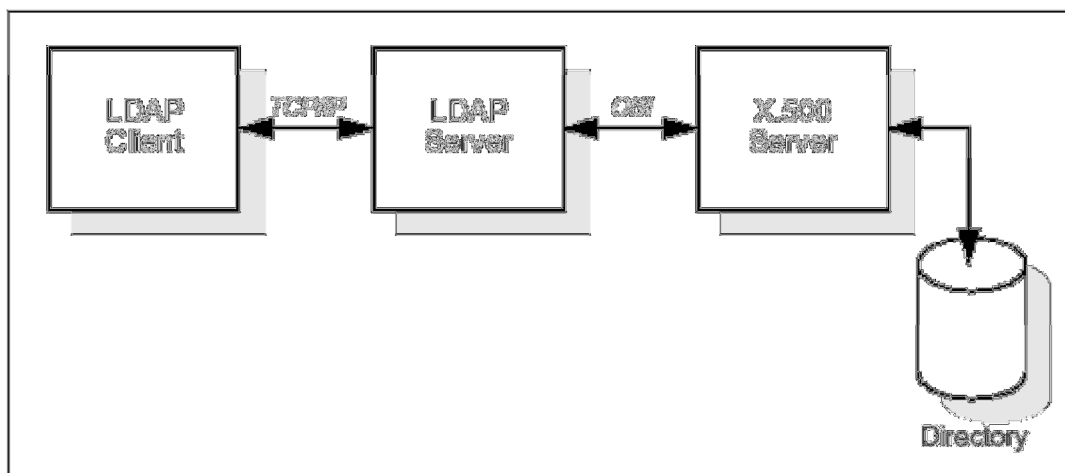 LDAP
Client
TCP/IP
LDAP
Server
OSI
X.500
Server
Directory